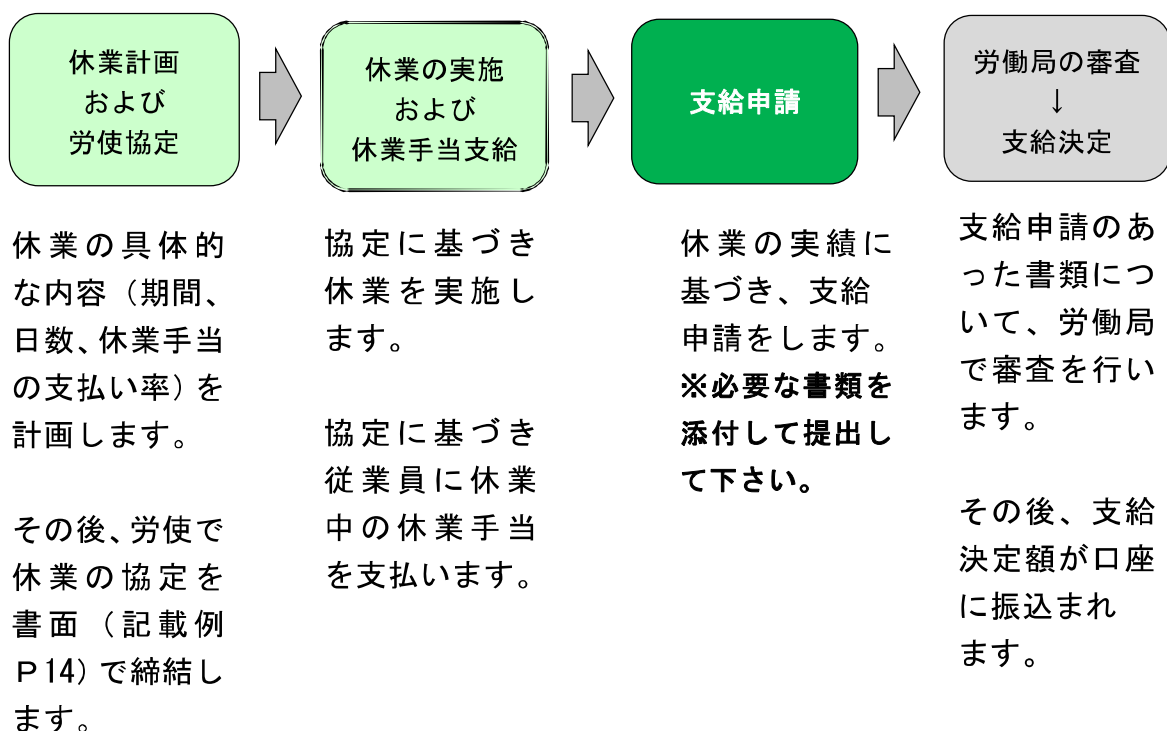 休業計画
および
労使協定
休業の実施
および
休業手当支給
支給申請
労働局の審査
↓
支給決定
休業の具体的
な内容（期間、
日数、休業手当
の支払い率）を
計画します。
その後、労使で
休業の協定を
書面（記載例
Ｐ14）で締結し
ます。
協定に基づき
休業を実施し
ます。
協定に基づき
従業員に休業
中の休業手当
を支払います。
休業の実績に
基づき、支給
申請をします。
※必要な書類を
添付して提出し
て下さい。
支給申請のあ
った書類につ
いて、労働局
で審査を行い
ます。
その後、支給
決定額が口座
に振込まれ
ます。